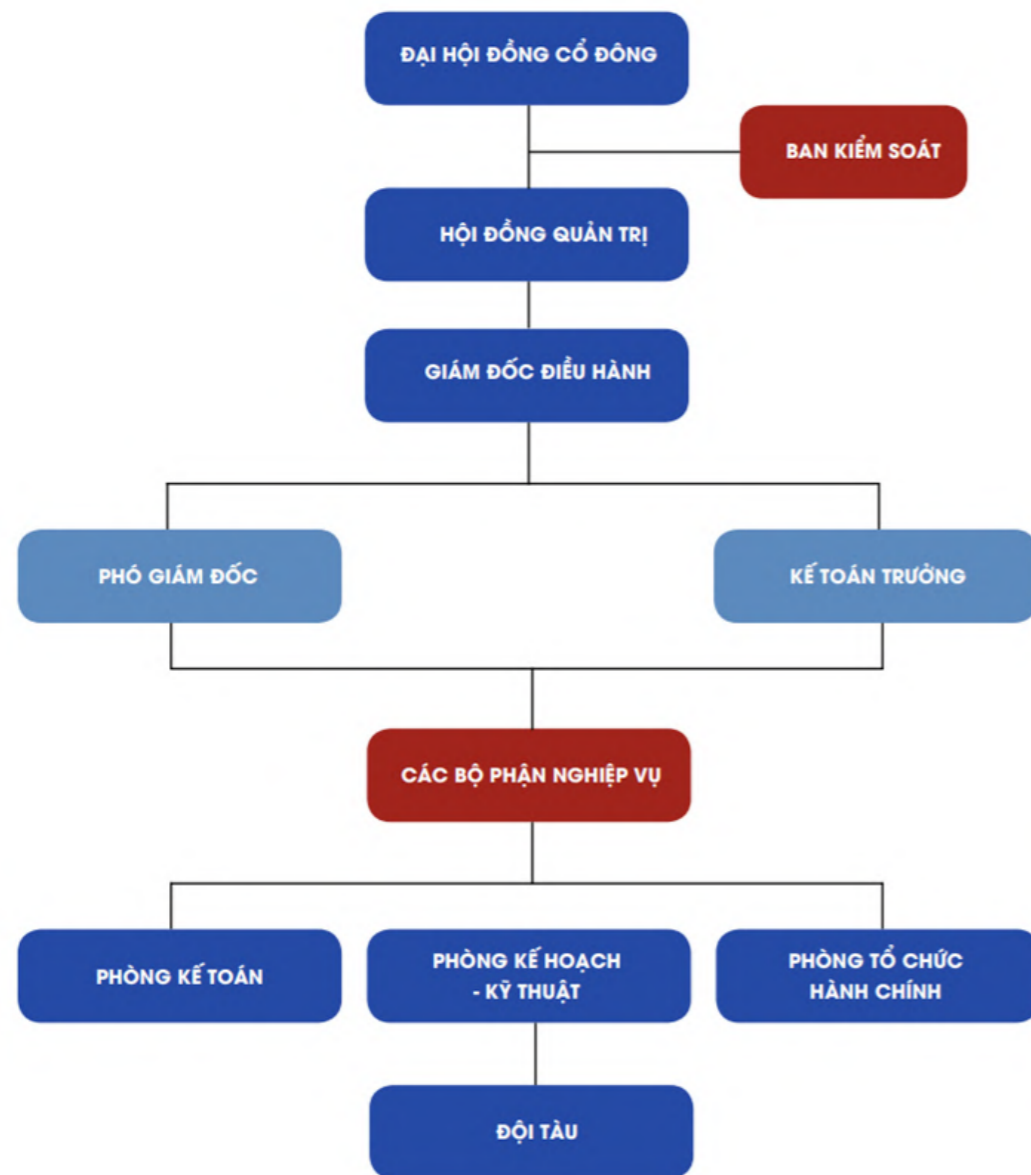 ĐẠI HỘI ĐỒNG CỔ ĐÔNG
BAN KIỂM SOÁT
HỘI ĐỒNG QUẢN TRỊ
GIÁM ĐỐC ĐIỀU HÀNH
PHÓ GIÁM ĐỐC
KẾ TOÁN TRƯỞNG
CÁC BỘ PHẬN NGHIỆP VỤ
PHÒNG KẾ TOÁN
PHÒNG KẾ HOẠCH
- KỸ THUẬT
PHÒNG TỔ CHỨC
HÀNH CHÍNH
ĐỘI TÀU